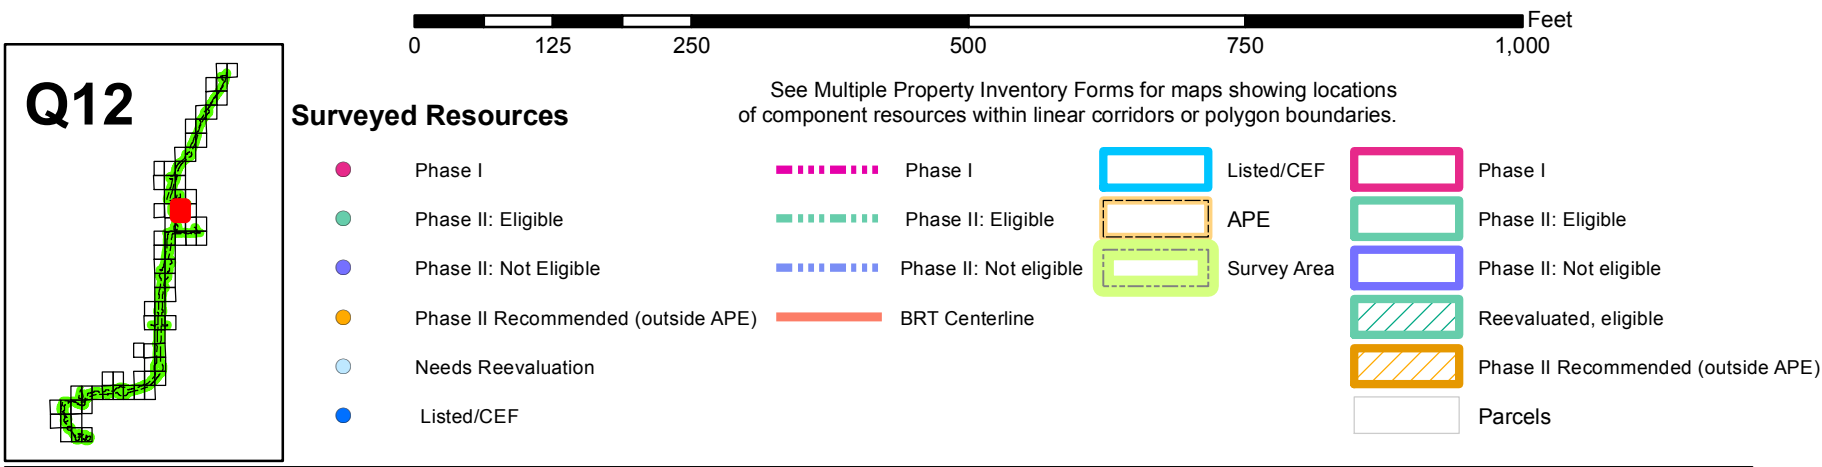 Feet
0 125 250 500 750 1,000
Q12
See Multiple Property Inventory Forms for maps showing locations
of component resources within linear corridors or polygon boundaries.
Surveyed Resources
Phase I
Phase II: Eligible
Phase II: Not Eligible
Phase II Recommended (outside APE)
Needs Reevaluation
Listed/CEF
Phase I
Phase II: Eligible
Phase II: Not eligible
BRT Centerline
Listed/CEF
APE
Survey Area
Phase I
Phase II: Eligible
Phase II: Not eligible
Reevaluated, eligible
Phase II Recommended (outside APE)
Parcels